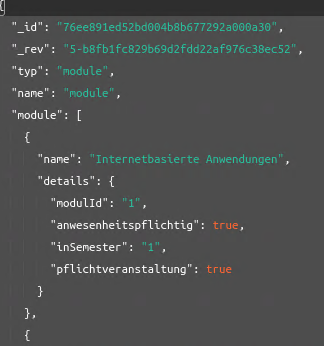 {
"_id": "76ee891ed52bd004b8b677292a000a30",
"_rev": "5-b8fb1fc829b69d2fdd22af976c38ec52",
"typ": "module",
"name": "module",
"module": [
{
"name": "Internetbasierte Anwendungen",
"details": {
"modulId": "1",
"anwesenheitspflichtig": true,
"inSemester": "1",
"pflichtveranstaltung": true
}
},
{